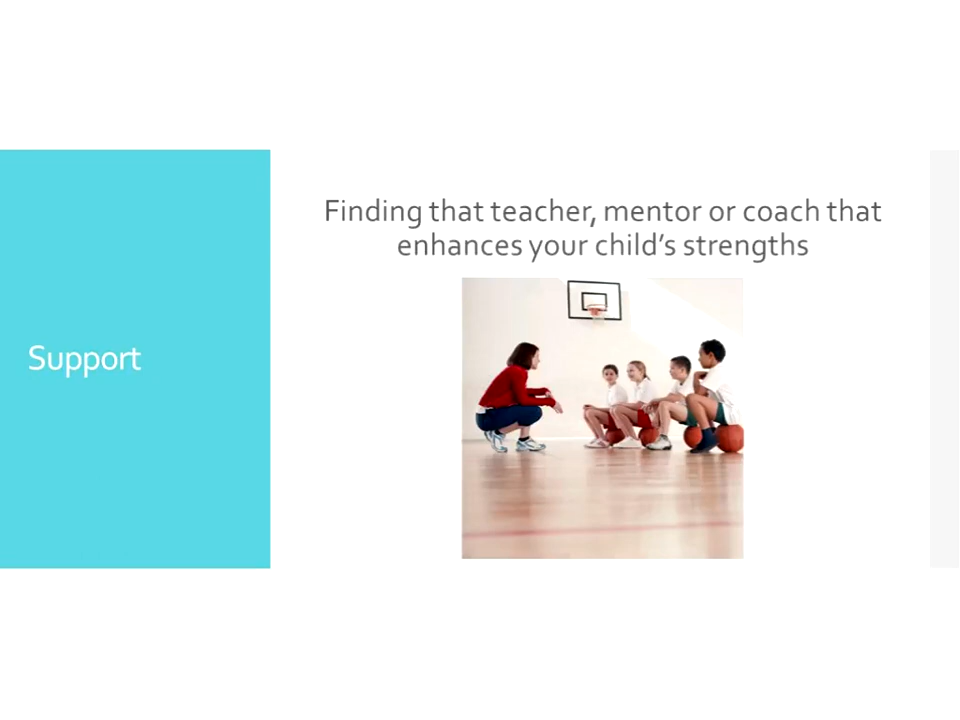 Support
Finding that teacher, mentor or coach that
enhances your child’s strengths